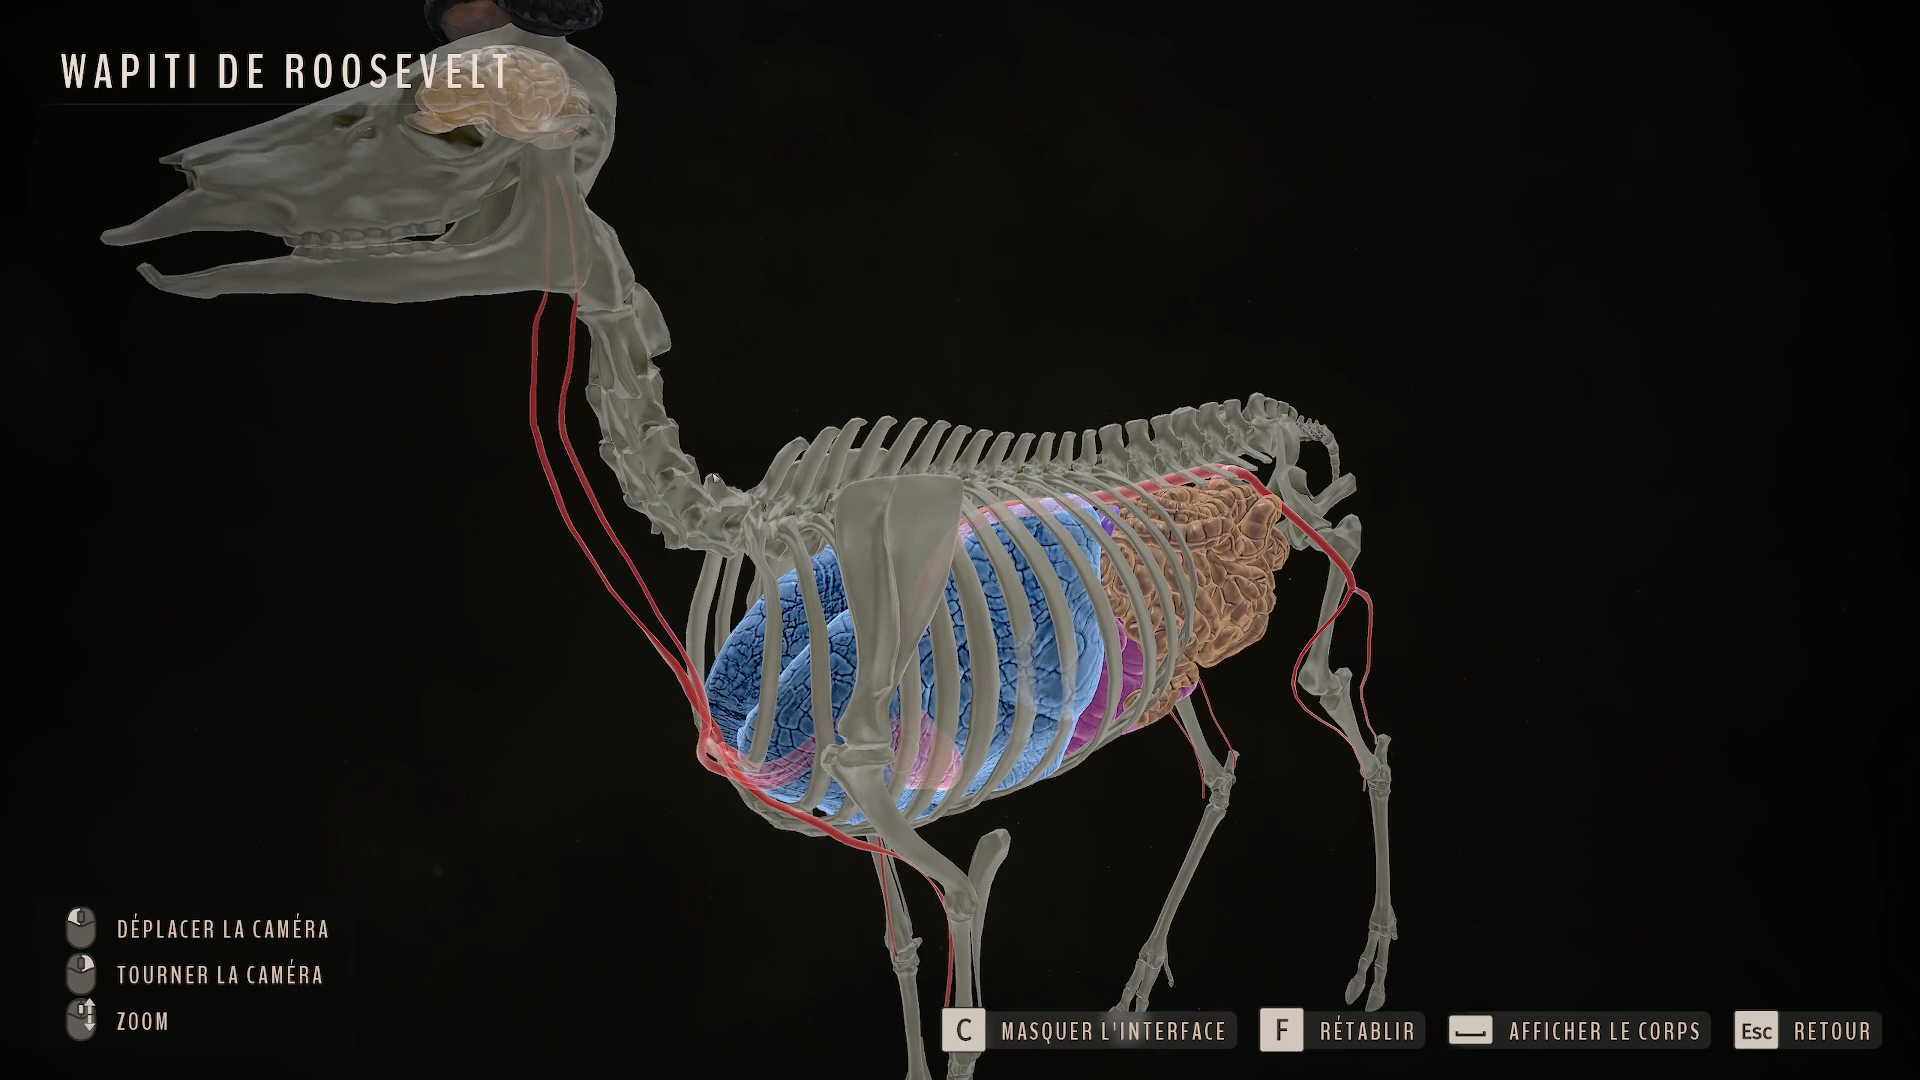 WAPITI DE ROOSEVELT
DÉPLACER LA CAMÉRA
TOURNER LA CAMÉRA
ZOOM
C MASQUER L'INTERFACE F RÉTABLIR AFFICHER LE CORPS Esc RETOUR